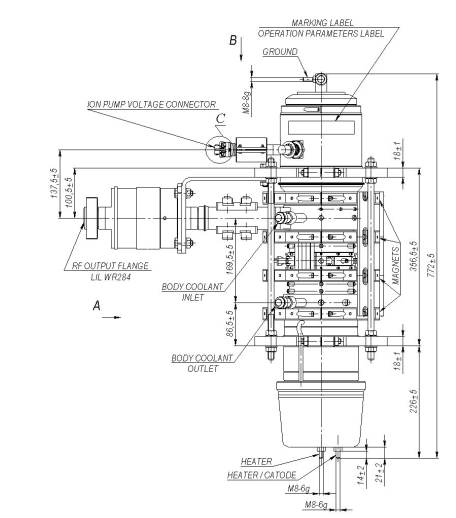 MARKING LABEL
OPERATION PARAMETERS LABEL
B
GROUND
M8-8g
ION PUMP VOLTAGE CONNECTOR
C
18±1
137,5±5
100,5±5
RF OUTPUT FLANGE
LIL WR284
BODY COOLANT
INLET
169,5±5
MAGNETS
356,5±5
772±5
A
86,5±5
BODY COOLANT
OUTLET
18±1
226±5
HEATER
HEATER / CATODE
14±2
21±2
M8-6g
M8-6g